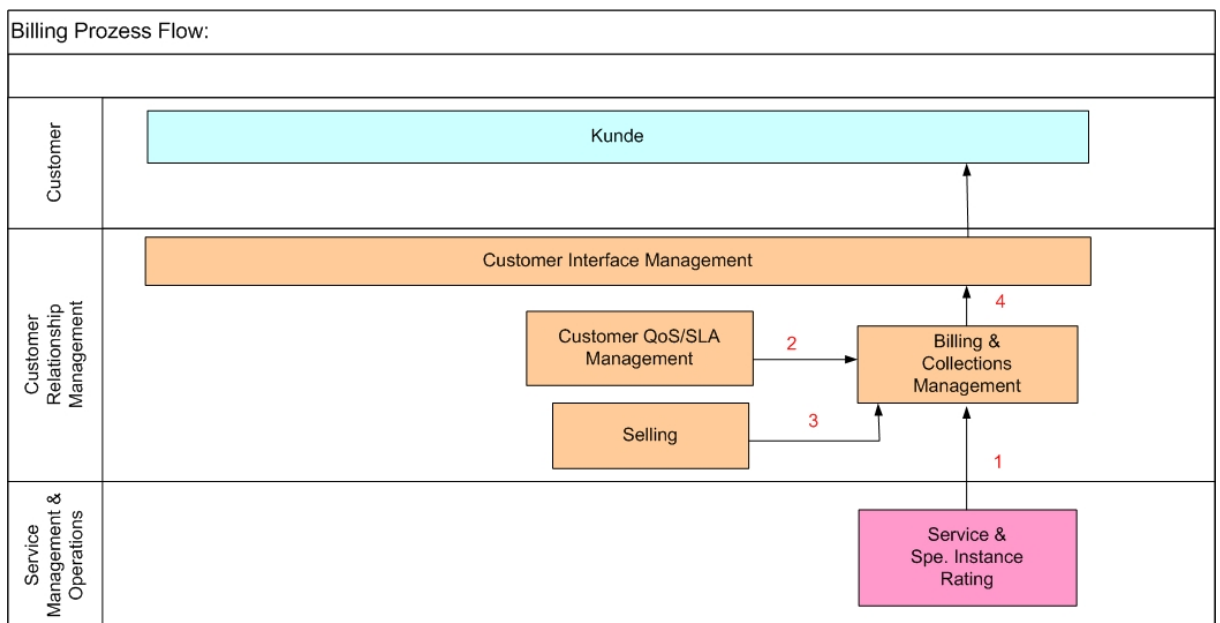 Billing Prozess Flow:
Customer
Kunde
Customer
Relationship
Management
Customer Interface Management
4
Customer QoS/SLA
Management
2
Billing &
Collections
Management
Selling
3
1
Service
Management &
Operations
Service &
Spe. Instance
Rating